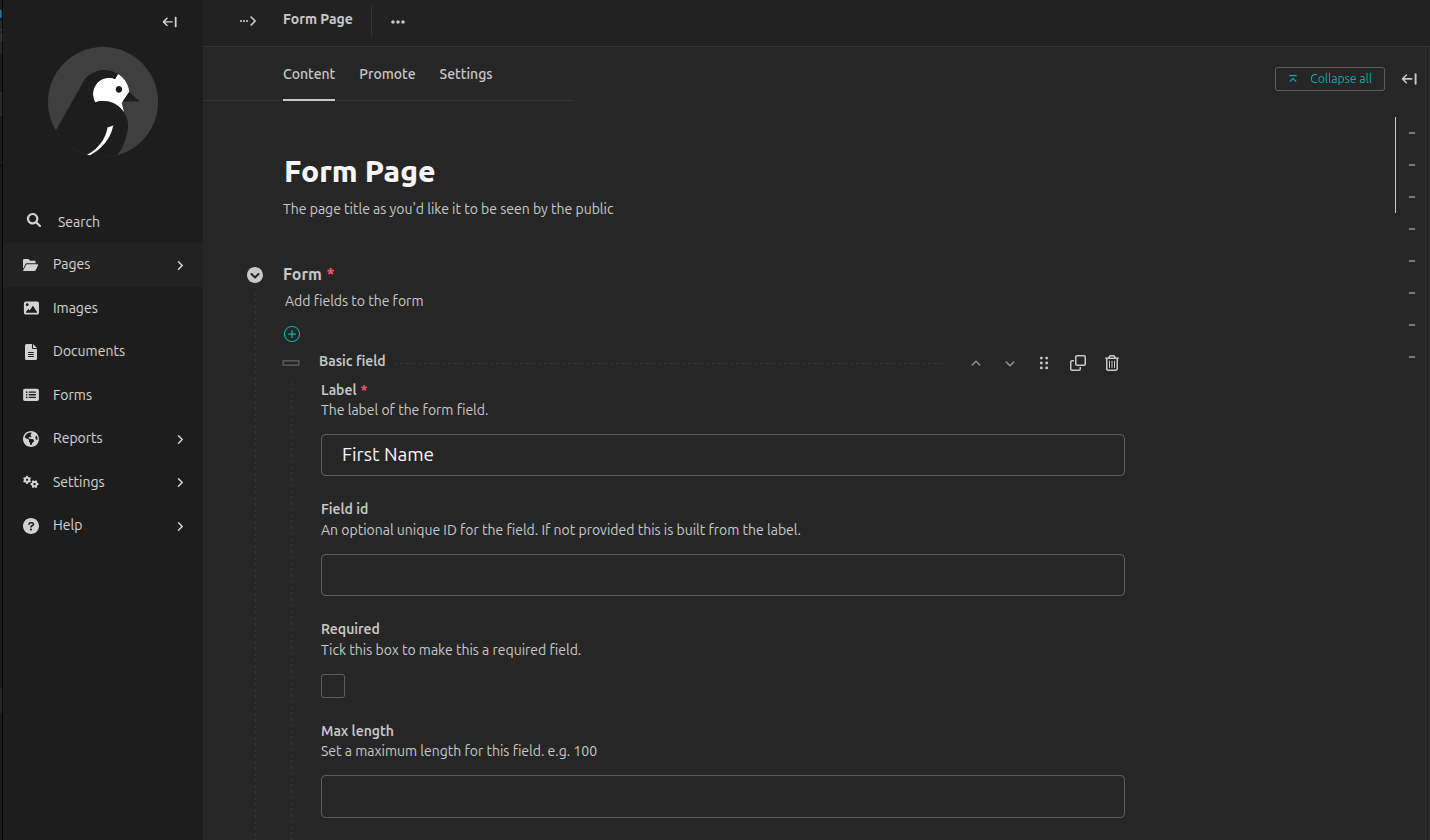 Form Page
Content Promote Settings
Collapse all
Search
Pages
Images
Documents
Forms
Reports
Settings
Help
Form Page
The page title as you'd like it to be seen by the public
Form *
Add fields to the form
Basic field
Label *
The label of the form field.
First Name
Field id
An optional unique ID for the field. If not provided this is built from the label.
Required
Tick this box to make this a required field.
Max length
Set a maximum length for this field. e.g. 100